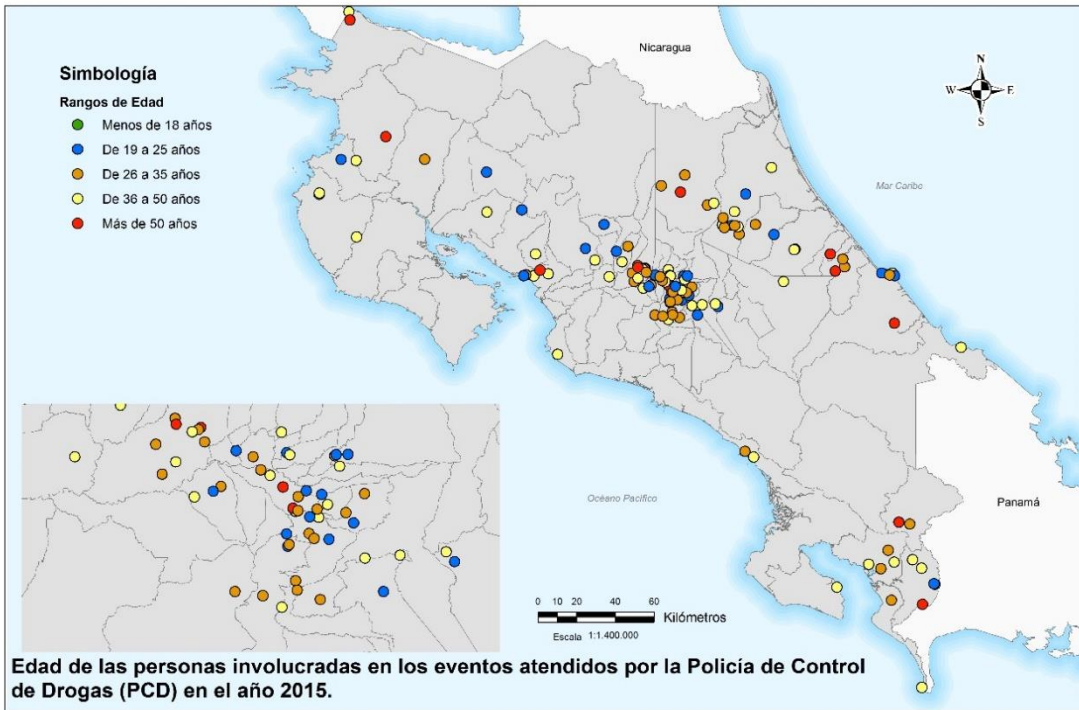 Nicaragua
Simbología
Rangos de Edad
Menos de 18 años
De 19 a 25 años
De 26 a 35 años
De 36 a 50 años
Más de 50 años
N
W E
S
Mar Caribe
Océano Pacífico
Panamá
0 10 20 40 60
Kilómetros
Escala 1:1.400.000
Edad de las personas involucradas en los eventos atendidos por la Policía de Control
de Drogas (PCD) en el año 2015.